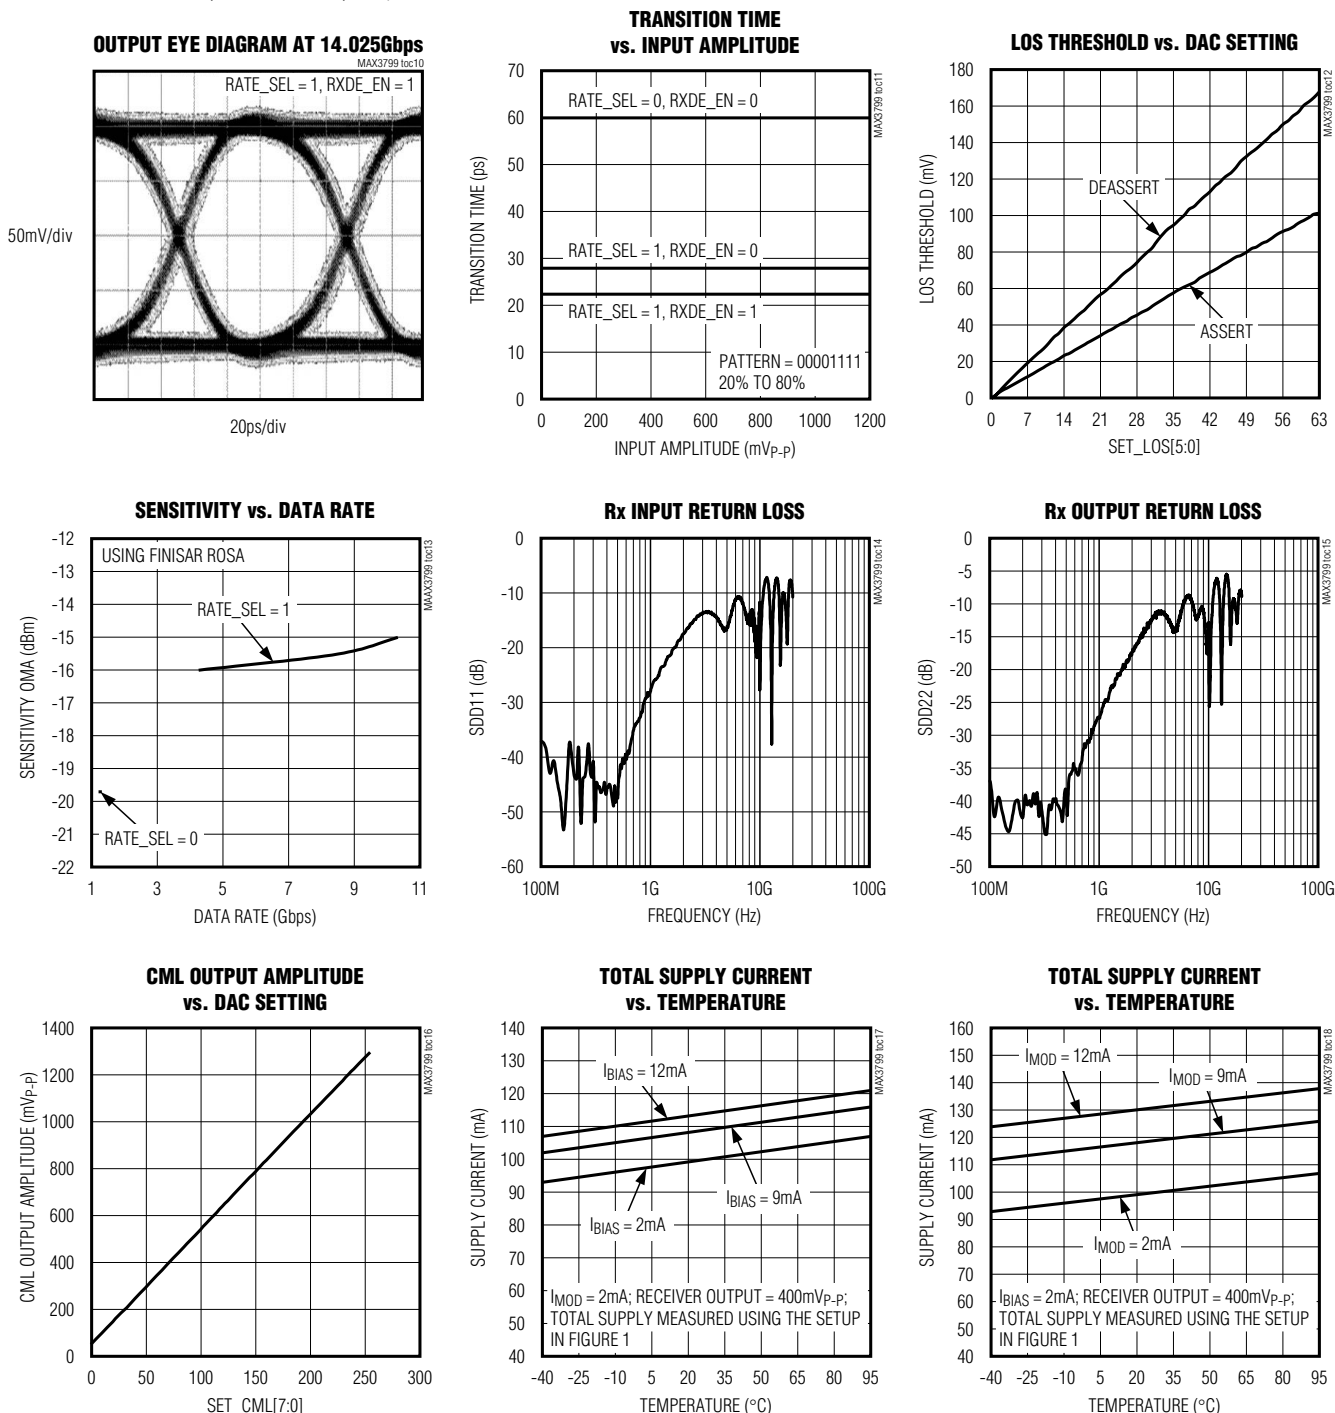 OUTPUT EYE DIAGRAM AT 14.025Gbps
MAX3799 toc10
RATE_SEL = 1, RXDE_EN = 1
50mV/div
20ps/div
TRANSITION TIME
vs. INPUT AMPLITUDE
MAX3799 toc11
TRANSITION TIME (ps)
70
60
50
40
30
20
10
0
RATE_SEL = 0, RXDE_EN = 0
RATE_SEL = 1, RXDE_EN = 0
RATE_SEL = 1, RXDE_EN = 1
PATTERN = 00001111
20% TO 80%
0 200 400 600 800 1000 1200
INPUT AMPLITUDE (mVP-P)
LOS THRESHOLD vs. DAC SETTING
MAX3799 toc12
LOS THRESHOLD (mV)
180
160
140
120
100
80
60
40
20
0
DEASSERT
ASSERT
0 7 14 21 28 35 42 49 56 63
SET_LOS[5:0]
SENSITIVITY vs. DATA RATE
MAAX3799 toc13
SENSITIVITY OMA (dBm)
-12
-13
-14
-15
-16
-17
-18
-19
-20
-21
-22
USING FINISAR ROSA
RATE_SEL = 1
RATE_SEL = 0
1 3 5 7 9 11
DATA RATE (Gbps)
Rx INPUT RETURN LOSS
MAX3799 toc14
SDD11 (dB)
0
-10
-20
-30
-40
-50
-60
100M 1G 10G 100G
FREQUENCY (Hz)
Rx OUTPUT RETURN LOSS
MAX3799 toc15
SDD22 (dB)
0
-5
-10
-15
-20
-25
-30
-35
-40
-45
-50
100M 1G 10G 100G
FREQUENCY (Hz)
CML OUTPUT AMPLITUDE
vs. DAC SETTING
MAX3799 toc16
CML OUTPUT AMPLITUDE (mVP-P)
1400
1200
1000
800
600
400
200
0
0 50 100 150 200 250 300
SET_CML[7:0]
TOTAL SUPPLY CURRENT
vs. TEMPERATURE
MAX3799 toc17
SUPPLY CURRENT (mA)
140
130
120
110
100
90
80
70
60
50
40
IBIAS = 12mA
IBIAS = 9mA
IBIAS = 2mA
IMOD = 2mA; RECEIVER OUTPUT = 400mVP-P;
TOTAL SUPPLY MEASURED USING THE SETUP
IN FIGURE 1
-40 -25 -10 5 20 35 50 65 80 95
TEMPERATURE (°C)
TOTAL SUPPLY CURRENT
vs. TEMPERATURE
MAX3799 toc18
SUPPLY CURRENT (mA)
160
150
140
130
120
110
100
90
80
70
60
50
40
IMOD = 12mA
IMOD = 9mA
IMOD = 2mA
IBIAS = 2mA; RECEIVER OUTPUT = 400mVP-P;
TOTAL SUPPLY MEASURED USING THE SETUP
IN FIGURE 1
-40 -25 -10 5 20 35 50 65 80 95
TEMPERATURE (°C)